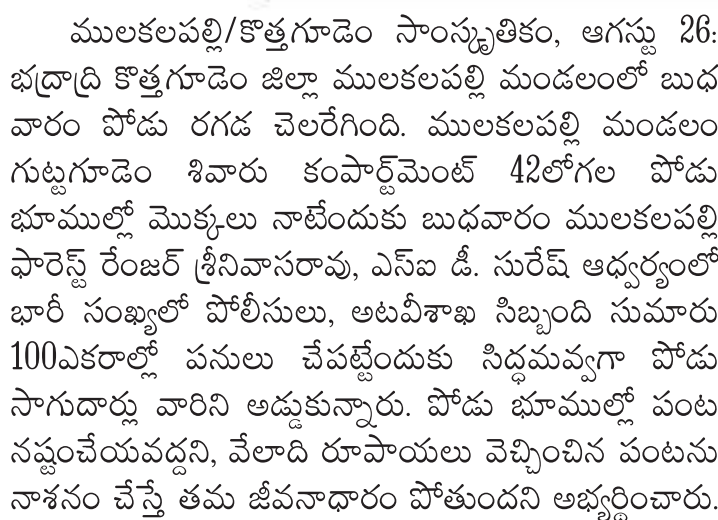 ములకలపల్లి/కొత్తగూడెం సాంస్కృతికం, ఆగస్టు 26:
భద్రాద్రి కొత్తగూడెం జిల్లా ములకలపల్లి మండలంలో బుధ
వారం పోడు రగడ చెలరేగింది. ములకలపల్లి మండలం
గుట్టగూడెం శివారు కంపార్ట్‌మెంట్ 42లోగల పోడు
భూముల్లో మొక్కలు నాటేందుకు బుధవారం ములకలపల్లి
ఫారెస్ట్ రేంజర్ శ్రీనివాసరావు, ఎస్ఐ డీ. సురేష్ ఆధ్వర్యంలో
భారీ సంఖ్యలో పోలీసులు, అటవీశాఖ సిబ్బంది సుమారు
100ఎకరాల్లో పనులు చేపట్టేందుకు సిద్ధమవ్వగా పోడు
సాగుదార్లు వారిని అడ్డుకున్నారు. పోడు భూముల్లో పంట
నష్టంచేయవద్దని, వేలాది రూపాయలు వెచ్చించిన పంటను
నాశనం చేస్తే తమ జీవనాధారం పోతుందని అభ్యర్థించారు.